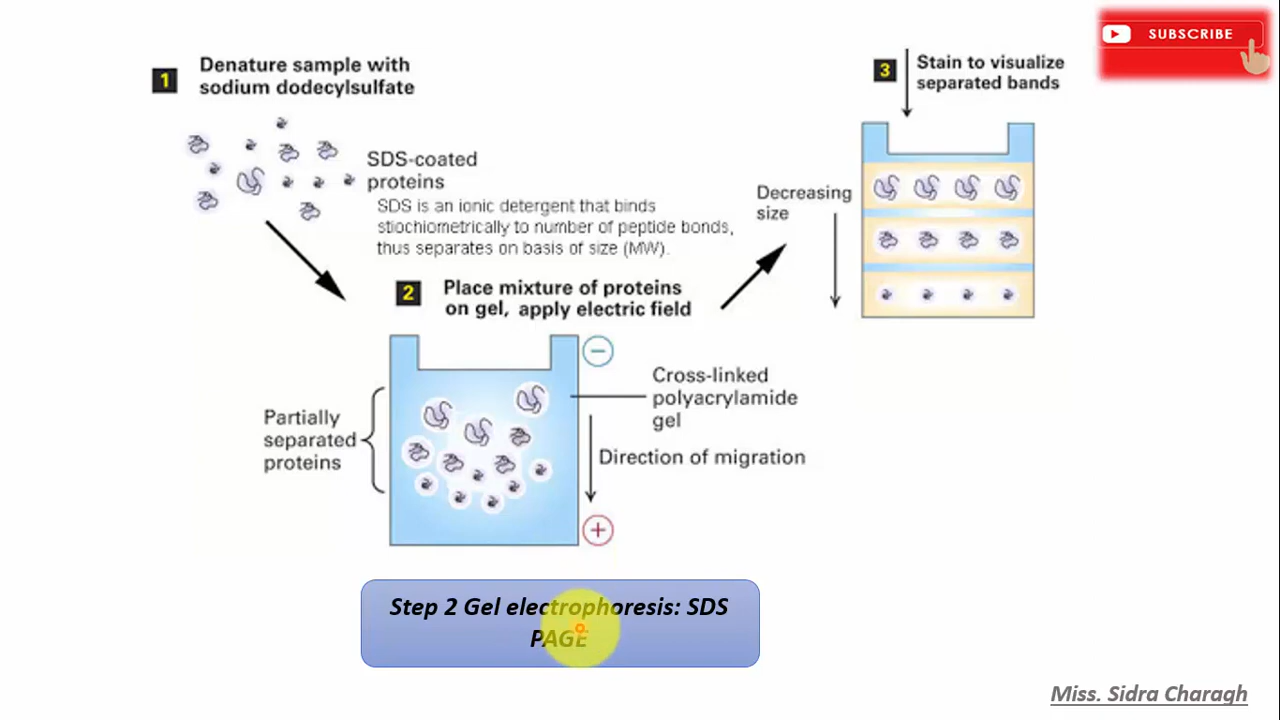 SUBSCRIBE
1
Denature sample with
sodium dodecylsulfate
SDS-coated
proteins
SDS is an ionic detergent that binds
stiochiometrically to number of peptide bonds,
thus separates on basis of size (MW).
2
Place mixture of proteins
on gel, apply electric field
−
Cross-linked
polyacrylamide
gel
Partially
separated
proteins
Direction of migration
+
3
Stain to visualize
separated bands
Decreasing
size
Step 2 Gel electrophoresis: SDS
PAGE
Miss. Sidra Charagh